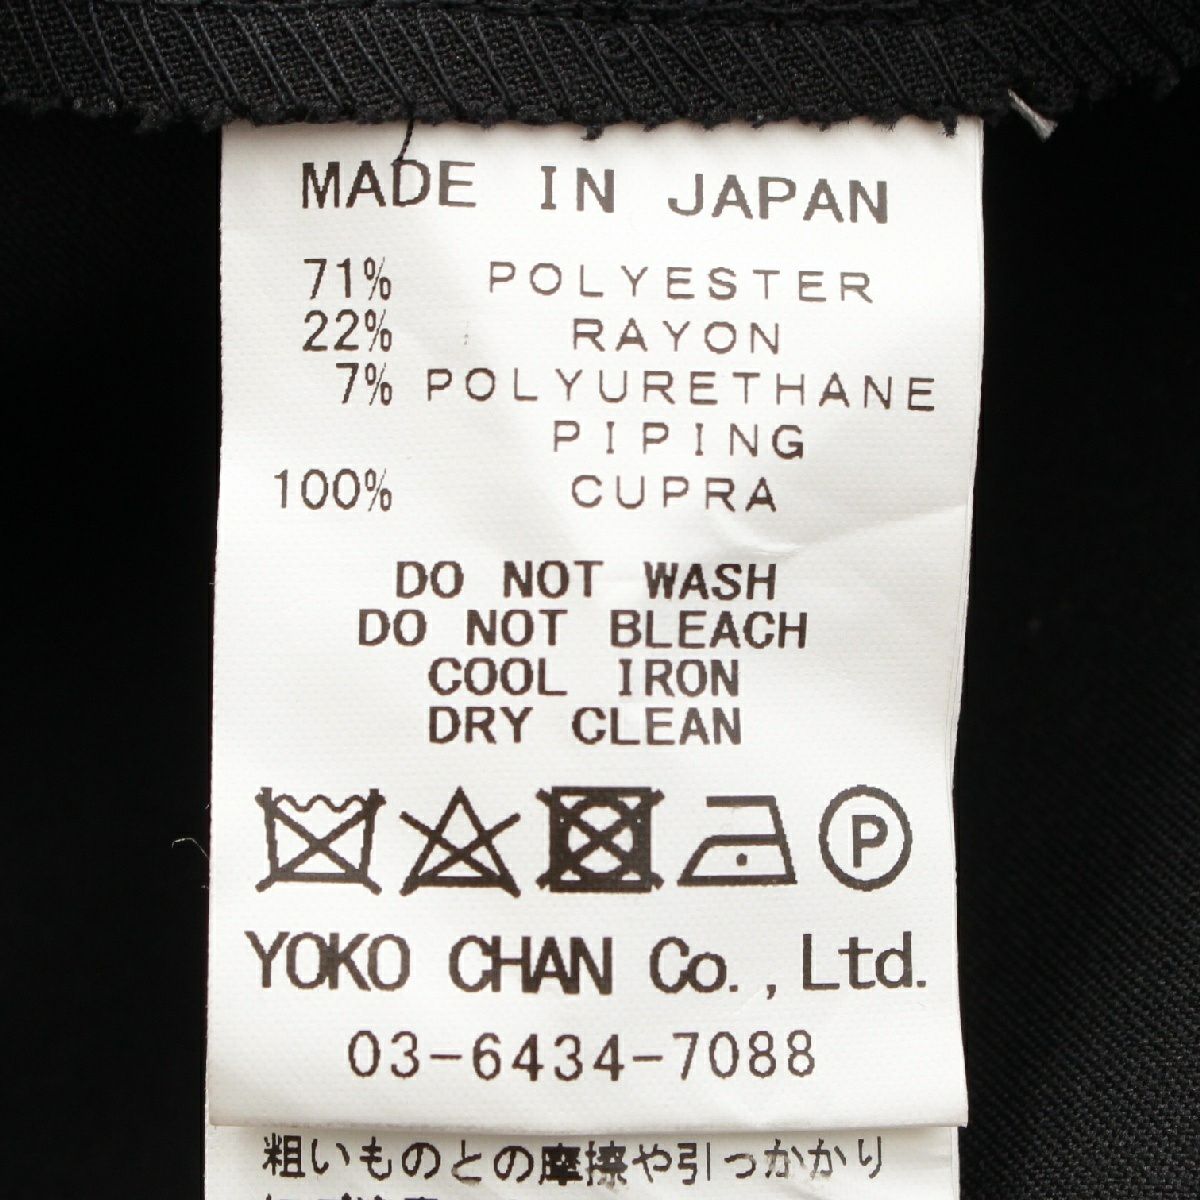 MADE IN JAPAN
71% POLYESTER
22% RAYON
7% POLYURETHANE
PIPING
100% CUPRA
DO NOT WASH
DO NOT BLEACH
COOL IRON
DRY CLEAN
P
YOKO CHAN Co., Ltd.
03-6434-7088
粗いものとの摩擦や引っかかり